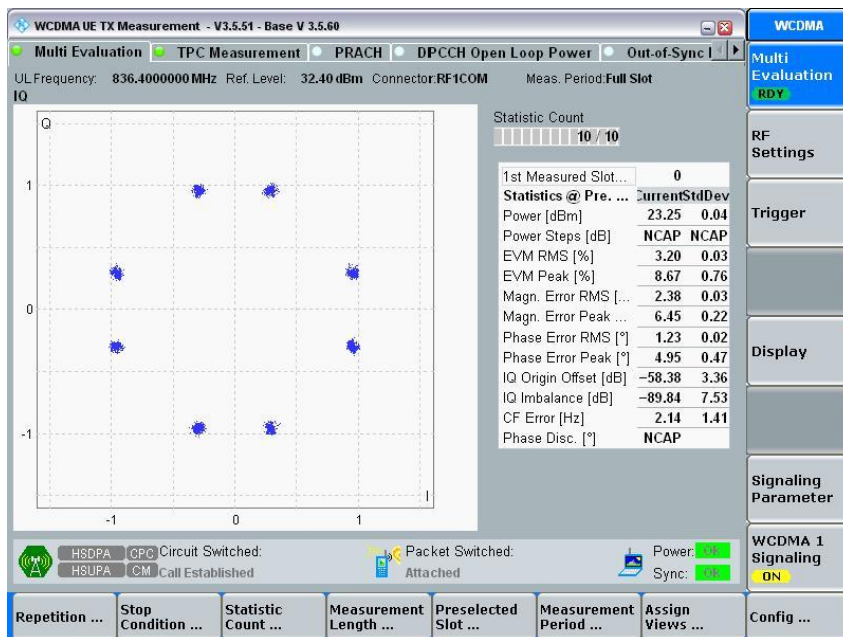 WCDMA UE TX Measurement - V3.5.51 - Base V 3.5.60
WCDMA
Multi Evaluation TPC Measurement PRACH DPCCH Open Loop Power Out-of-Sync
UL Frequency: 836.4000000 MHz Ref. Level: 32.40 dBm Connector:RF1COM Meas. Period:Full Slot
IQ
Q
1
0
-1
-1 0 1
I
Statistic Count
10 / 10
1st Measured Slot... 0
Statistics @ Pre. ... Current StdDev
Power [dBm] 23.25 0.04
Power Steps [dB] NCAP NCAP
EVM RMS [%] 3.20 0.03
EVM Peak [%] 8.67 0.76
Magn. Error RMS [... 2.38 0.03
Magn. Error Peak ... 6.45 0.22
Phase Error RMS [°] 1.23 0.02
Phase Error Peak [°] 4.95 0.47
IQ Origin Offset [dB] -58.38 3.36
IQ Imbalance [dB] -89.84 7.53
CF Error [Hz] 2.14 1.41
Phase Disc. [°] NCAP
Multi
Evaluation
RDY
RF
Settings
Trigger
Display
Signaling
Parameter
WCDMA 1
Signaling
ON
HSDPA CPC Circuit Switched: Packet Switched: Power: OK
HSUPA CM Call Established Attached Sync: OK
Repetition ...
Stop
Condition ...
Statistic
Count ...
Measurement
Length ...
Preselected
Slot ...
Measurement
Period ...
Assign
Views ...
Config ...